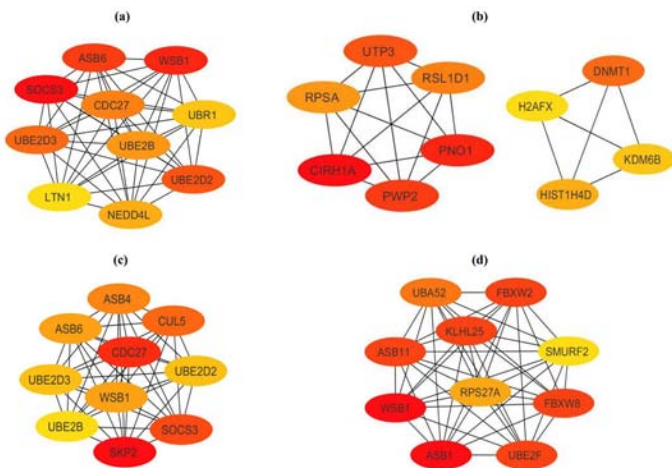 (a)
ASB6
WSB1
SOCS3
CDC27
UBR1
UBE2D3
UBE2B
UBE2D2
LTN1
NEDD4L
(b)
UTP3
RSL1D1
RPSA
PNO1
CIRH1A
PWP2
DNMT1
H2AFX
KDM6B
HIST1H4D
(c)
ASB4
CUL5
ASB6
CDC27
UBE2D3
UBE2D2
WSB1
UBE2B
SOCS3
SKP2
(d)
UBA52
FBXW2
KLHL25
SMURF2
ASB11
RPS27A
WSB1
FBXW8
ASB1
UBE2F